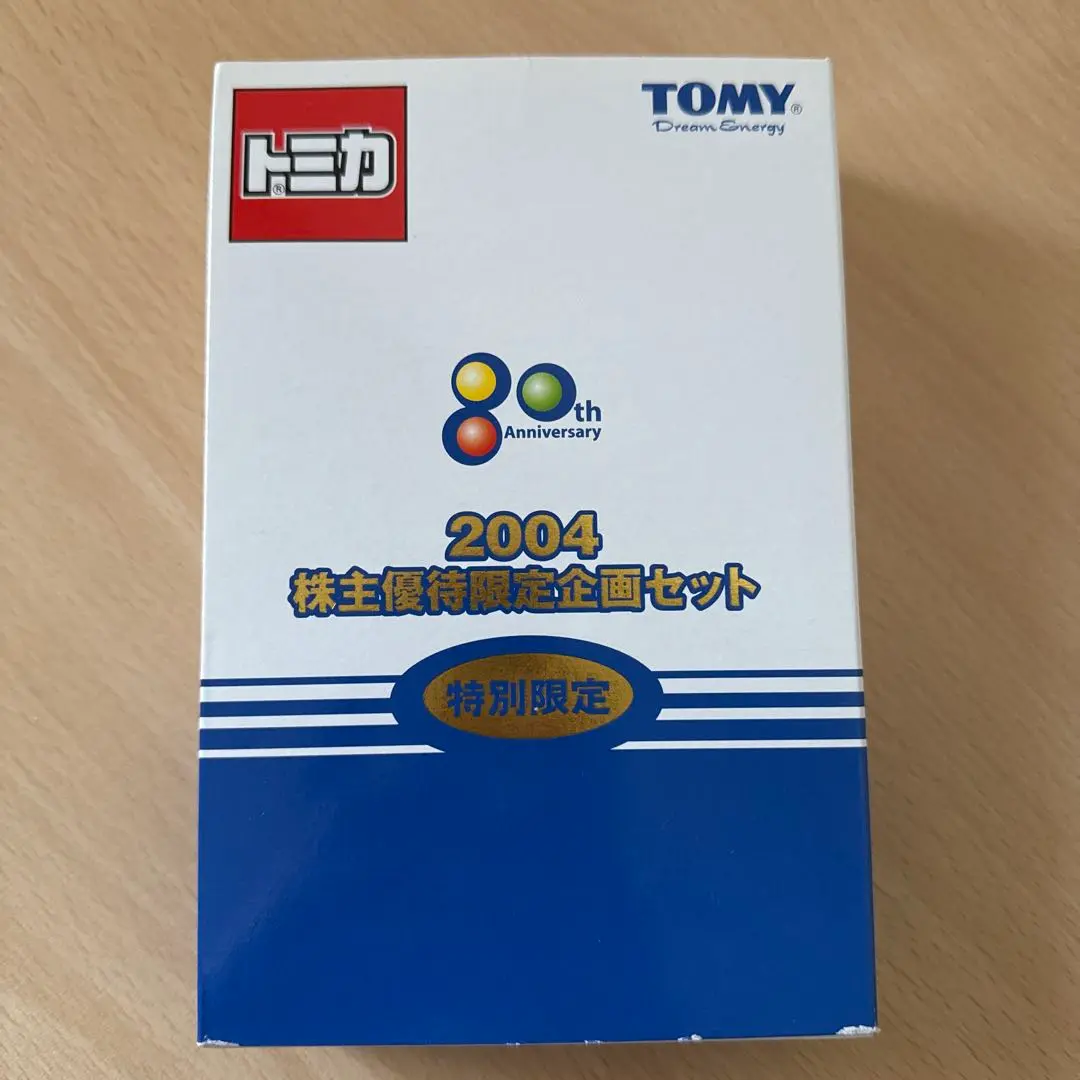 トミカ®
TOMY®
Dream Energy
80th
Anniversary
2004
株主優待限定企画セット
特別限定